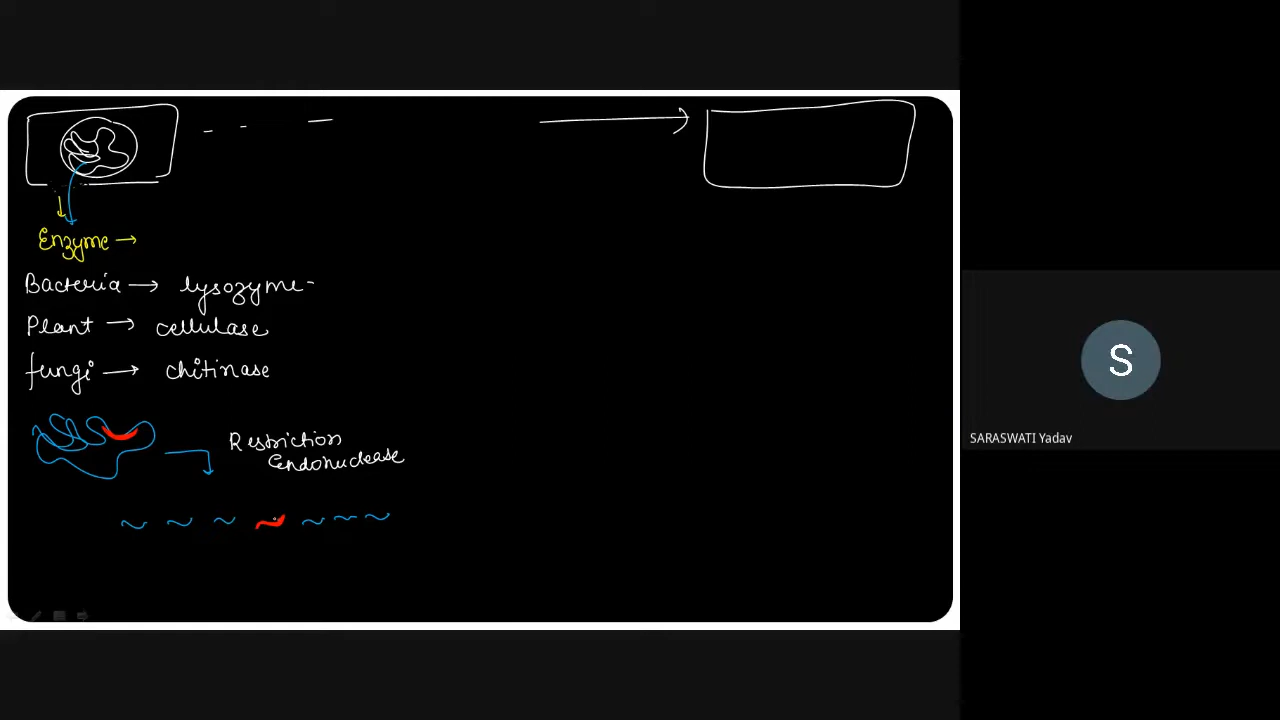 Enzyme →
Bacteria → lysozyme-
Plant → cellulase
fungi → chitinase
Restriction
endonuclease
S
SARASWATI Yadav